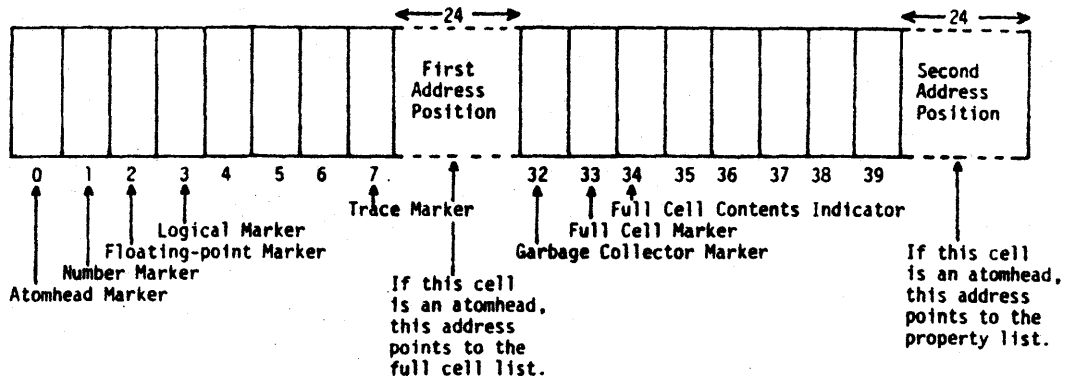 24
24
First
Address
Position
Second
Address
Position
0 1 2 3 4 5 6 7 32 33 34 35 36 37 38 39
Trace Marker
Full Cell Contents Indicator
Logical Marker
Full Cell Marker
Floating-point Marker
Garbage Collector Marker
Number Marker
Atomhead Marker
If this cell
is an atomhead,
this address
points to the
full cell list.
If this cell
is an atomhead,
this address
points to the
property list.